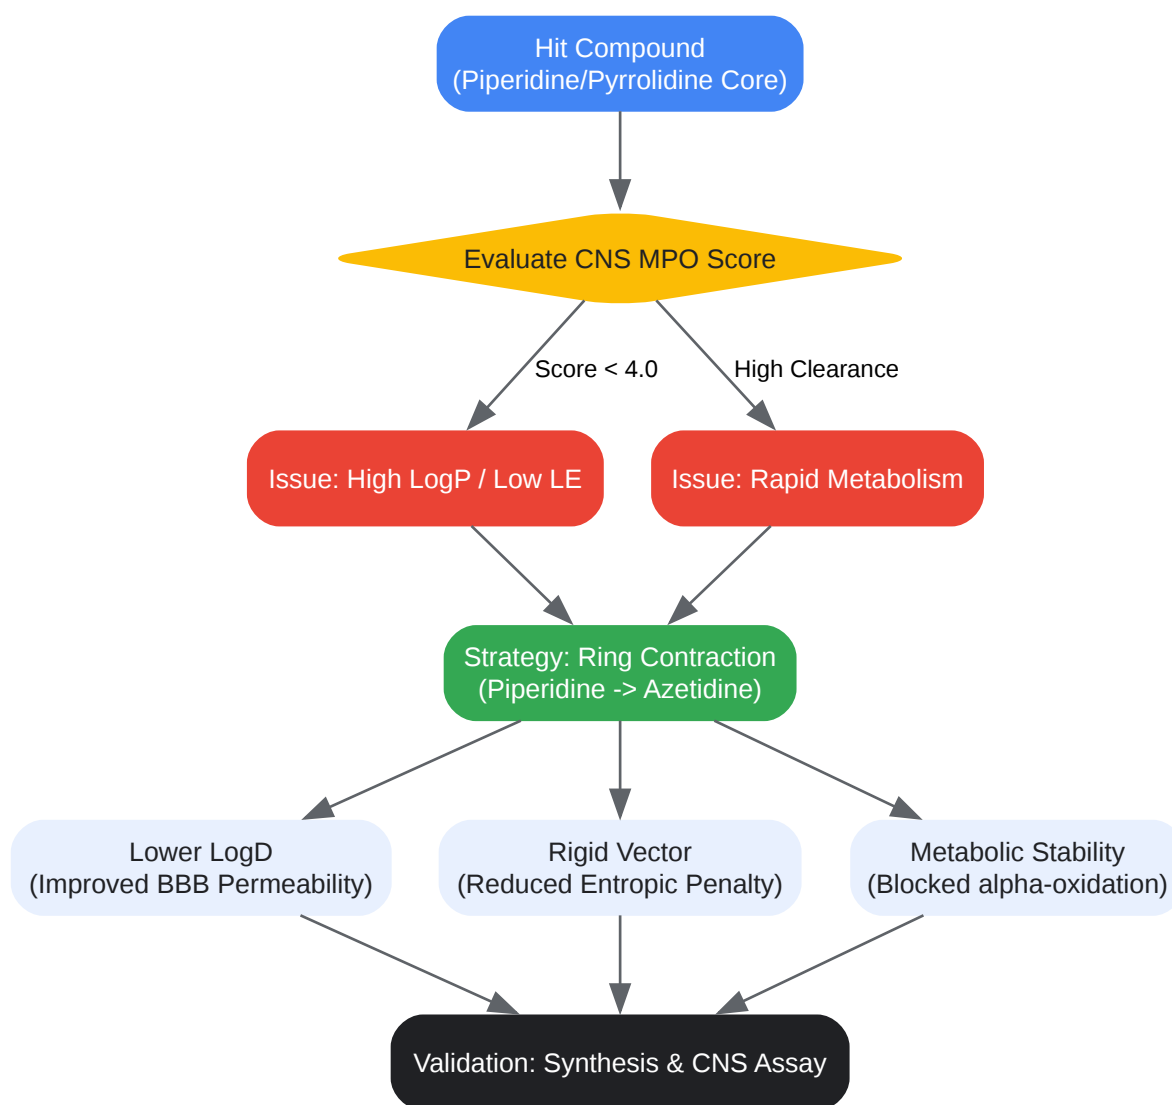 Hit Compound
(Piperidine/Pyrrolidine Core)
Evaluate CNS MPO Score
Score < 4.0
High Clearance
Issue: High LogP / Low LE
Issue: Rapid Metabolism
Strategy: Ring Contraction
(Piperidine -> Azetidine)
Lower LogD
(Improved BBB Permeability)
Rigid Vector
(Reduced Entropic Penalty)
Metabolic Stability
(Blocked alpha-oxidation)
Validation: Synthesis & CNS Assay